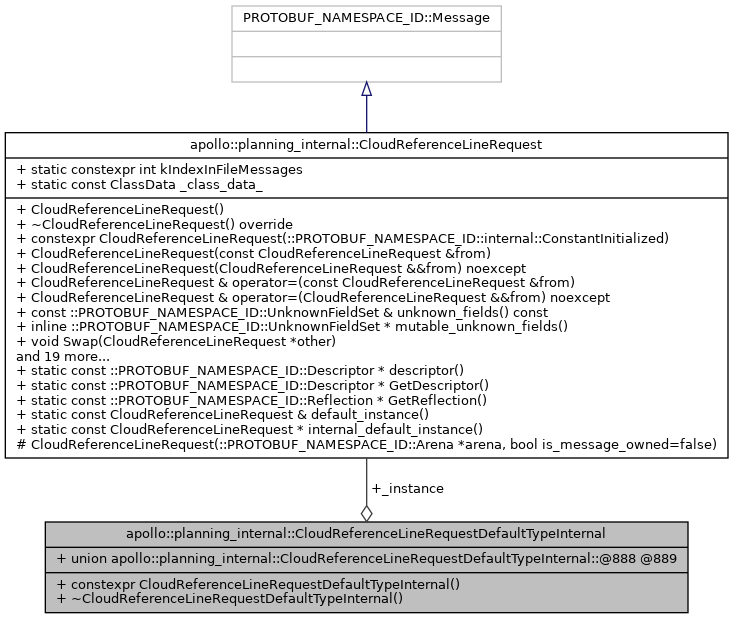 PROTOBUF_NAMESPACE_ID::Message
apollo::planning_internal::CloudReferenceLineRequest
+ static constexpr int kIndexInFileMessages
+ static const ClassData _class_data_
+ CloudReferenceLineRequest()
+ ~CloudReferenceLineRequest() override
+ constexpr CloudReferenceLineRequest(::PROTOBUF_NAMESPACE_ID::internal::ConstantInitialized)
+ CloudReferenceLineRequest(const CloudReferenceLineRequest &from)
+ CloudReferenceLineRequest(CloudReferenceLineRequest &&from) noexcept
+ CloudReferenceLineRequest & operator=(const CloudReferenceLineRequest &from)
+ CloudReferenceLineRequest & operator=(CloudReferenceLineRequest &&from) noexcept
+ const ::PROTOBUF_NAMESPACE_ID::UnknownFieldSet & unknown_fields() const
+ inline ::PROTOBUF_NAMESPACE_ID::UnknownFieldSet * mutable_unknown_fields()
+ void Swap(CloudReferenceLineRequest *other)
and 19 more...
+ static const ::PROTOBUF_NAMESPACE_ID::Descriptor * descriptor()
+ static const ::PROTOBUF_NAMESPACE_ID::Descriptor * GetDescriptor()
+ static const ::PROTOBUF_NAMESPACE_ID::Reflection * GetReflection()
+ static const CloudReferenceLineRequest & default_instance()
+ static const CloudReferenceLineRequest * internal_default_instance()
# CloudReferenceLineRequest(::PROTOBUF_NAMESPACE_ID::Arena *arena, bool is_message_owned=false)
+_instance
apollo::planning_internal::CloudReferenceLineRequestDefaultTypeInternal
+ union apollo::planning_internal::CloudReferenceLineRequestDefaultTypeInternal::@888 @889
+ constexpr CloudReferenceLineRequestDefaultTypeInternal()
+ ~CloudReferenceLineRequestDefaultTypeInternal()